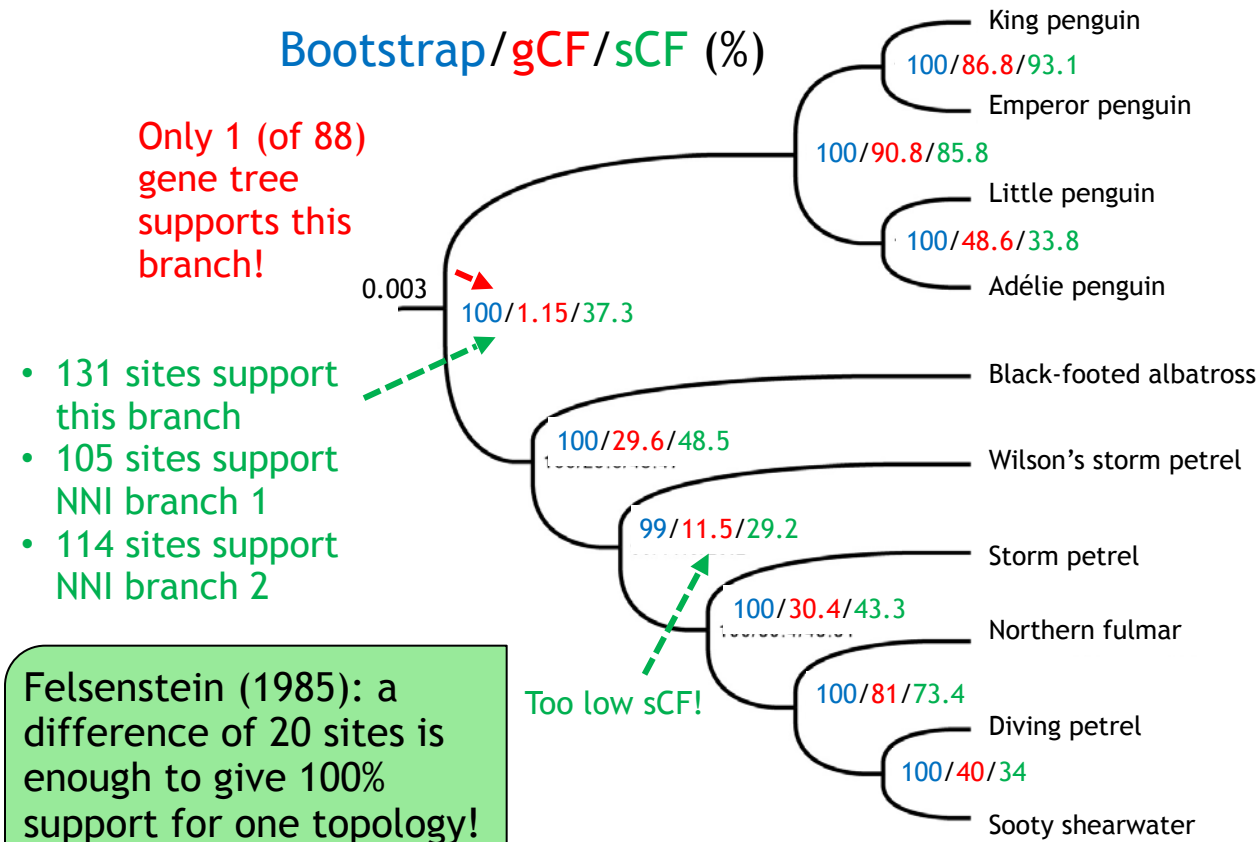 Bootstrap/gCF/sCF (%)
King penguin
100/86.8/93.1
Emperor penguin
Only 1 (of 88)
gene tree
supports this
branch!
100/90.8/85.8
Little penguin
100/48.6/33.8
Adélie penguin
0.003
100/1.15/37.3
• 131 sites support
this branch
• 105 sites support
NNI branch 1
• 114 sites support
NNI branch 2
Black-footed albatross
100/29.6/48.5
Wilson's storm petrel
99/11.5/29.2
Storm petrel
100/30.4/43.3
Northern fulmar
Too low sCF!
100/81/73.4
Diving petrel
100/40/34
Sooty shearwater
Felsenstein (1985): a
difference of 20 sites is
enough to give 100%
support for one topology!